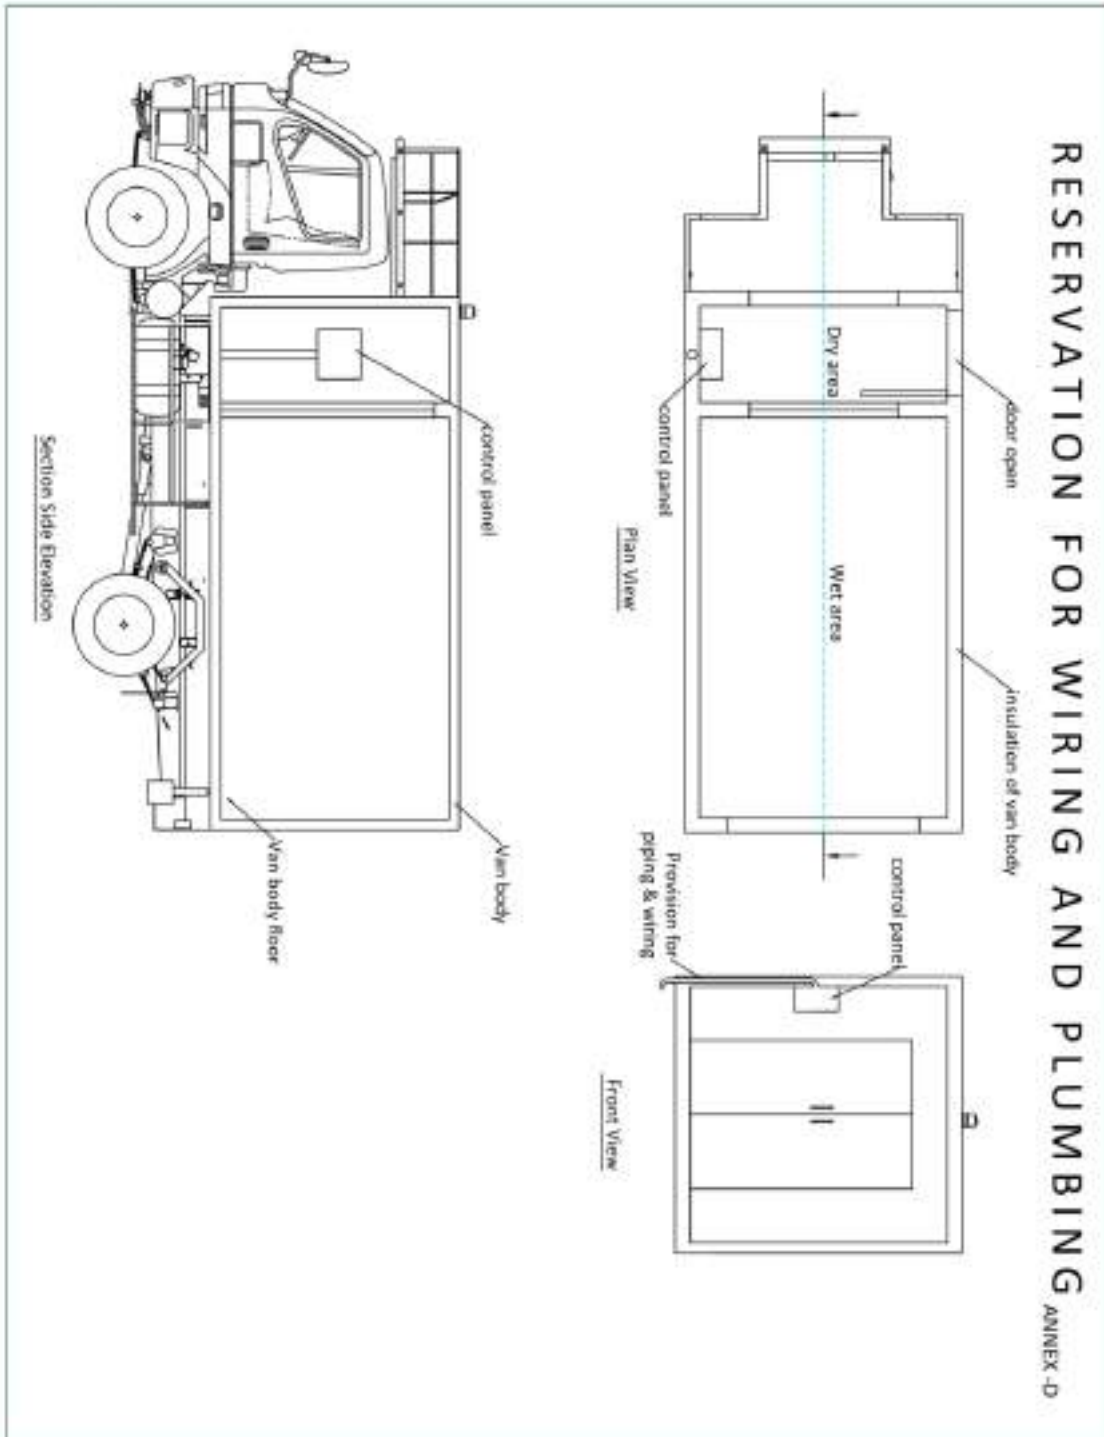 RESERVATION FOR WIRING AND PLUMBING
ANNEX -D
door open
insulation of van body
Dry area
Wet area
control panel
Plan View
control panel
Provision for
piping & wiring
Front View
control panel
Van body
Van body floor
Section Side Elevation